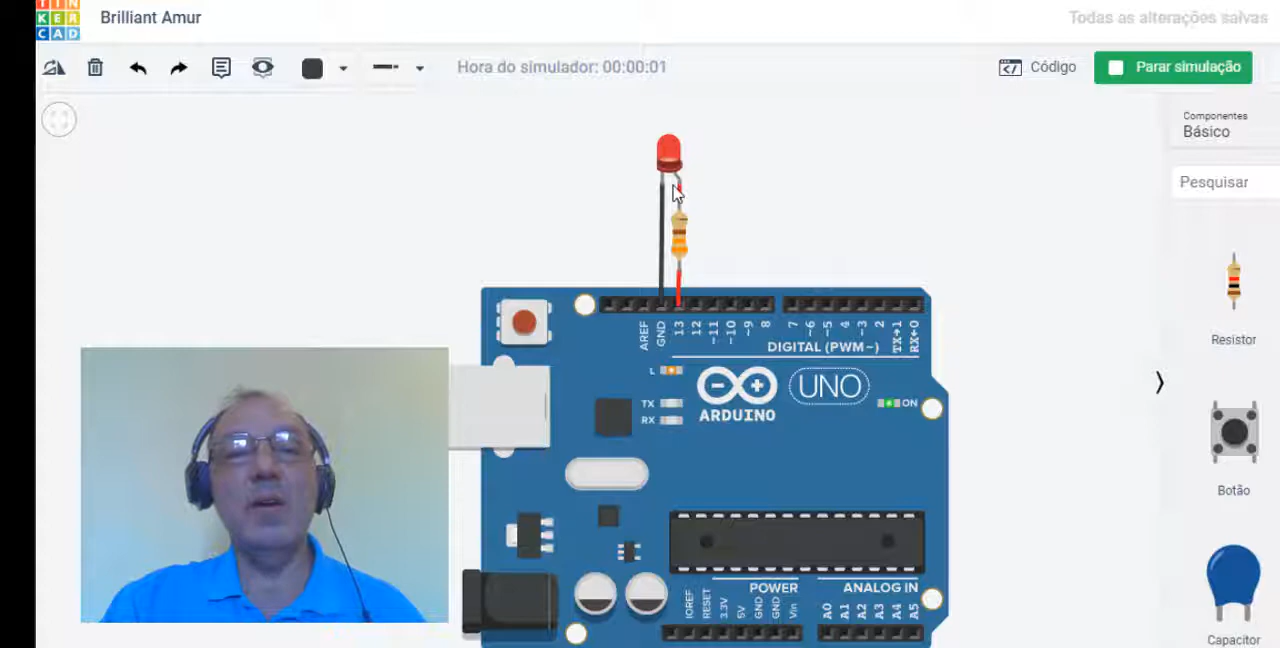 TIN
KER
CAD
Brilliant Amur
Todas as alterações salvas
Hora do simulador: 00:00:01
Código
Parar simulação
Componentes
Básico
Pesquisar
Resistor
Botão
Capacitor
AREF
GND
13
12
~11
~10
~9
8
7
~6
~5
4
~3
2
TX→1
RX←0
DIGITAL (PWM~)
L
TX
RX
ARDUINO
UNO
ON
POWER
ANALOG IN
IOREF
RESET
3.3V
5V
GND
GND
Vin
A0
A1
A2
A3
A4
A5